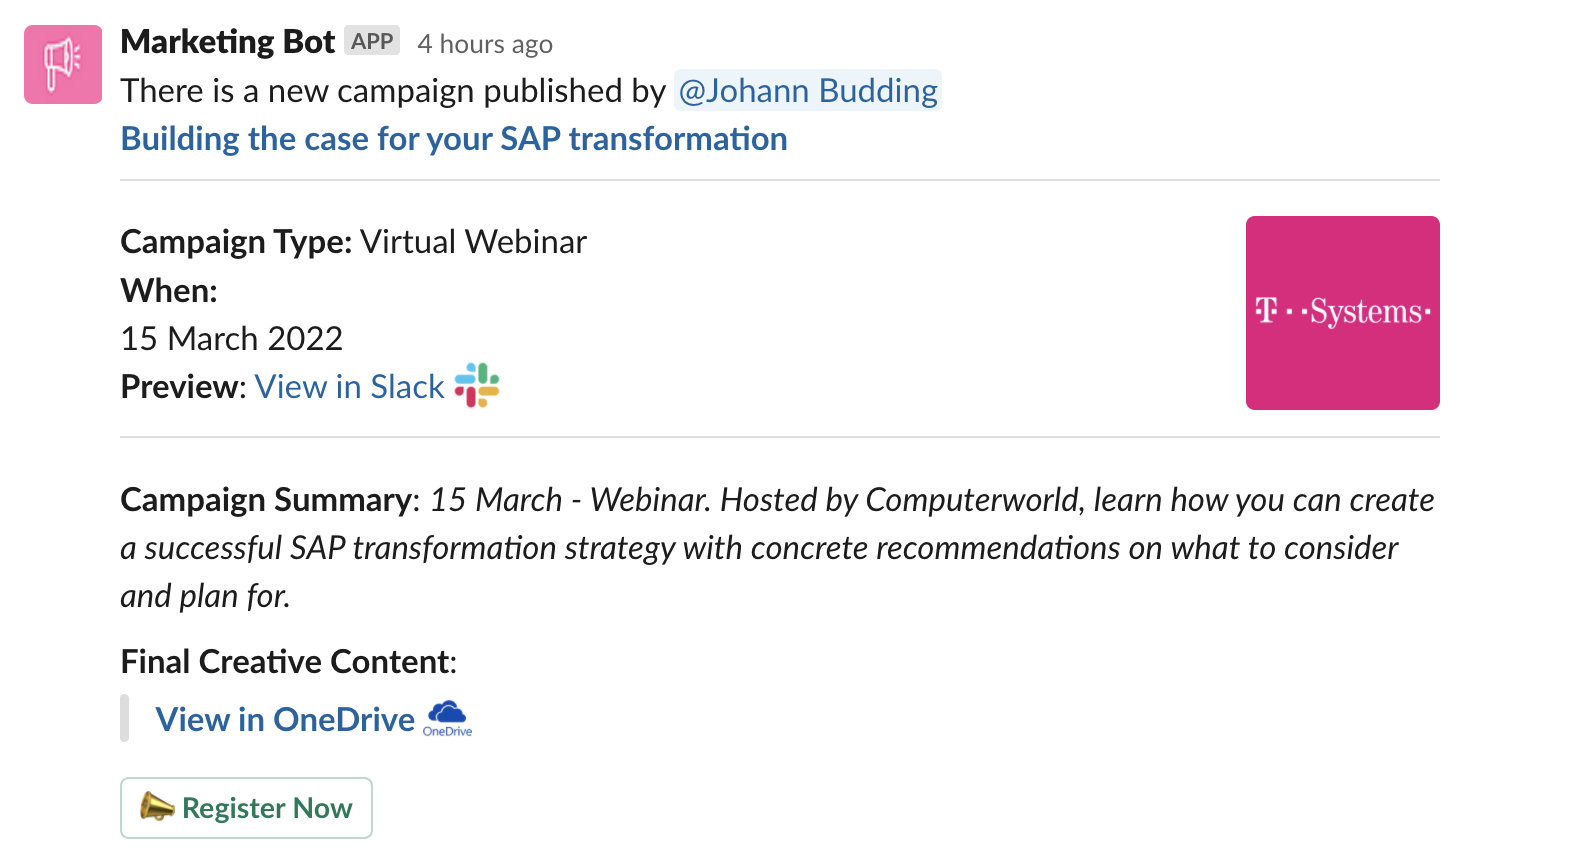 Marketing Bot APP 4 hours ago
There is a new campaign published by @Johann Budding
Building the case for your SAP transformation
Campaign Type: Virtual Webinar
When:
15 March 2022
Preview: View in Slack
T · · Systems ·
Campaign Summary: 15 March - Webinar. Hosted by Computerworld, learn how you can create
a successful SAP transformation strategy with concrete recommendations on what to consider
and plan for.
Final Creative Content:
View in OneDrive OneDrive
Register Now